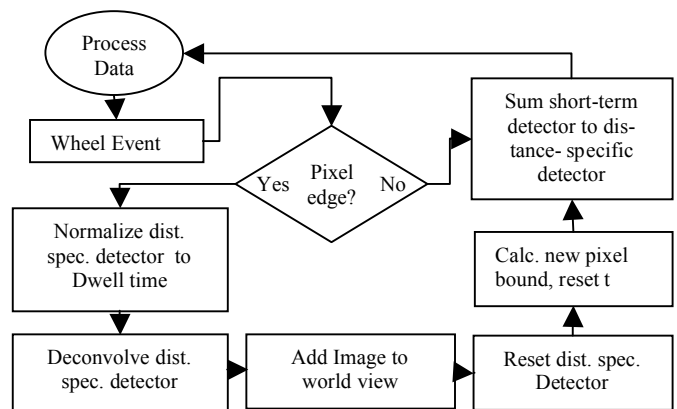 Process
Data
Wheel Event
Pixel
edge?
Yes
No
Sum short-term
detector to dis-
tance- specific
detector
Normalize dist.
spec. detector to
Dwell time
Calc. new pixel
bound, reset t
Deconvolve dist.
spec. detector
Add Image to
world view
Reset dist. spec.
Detector